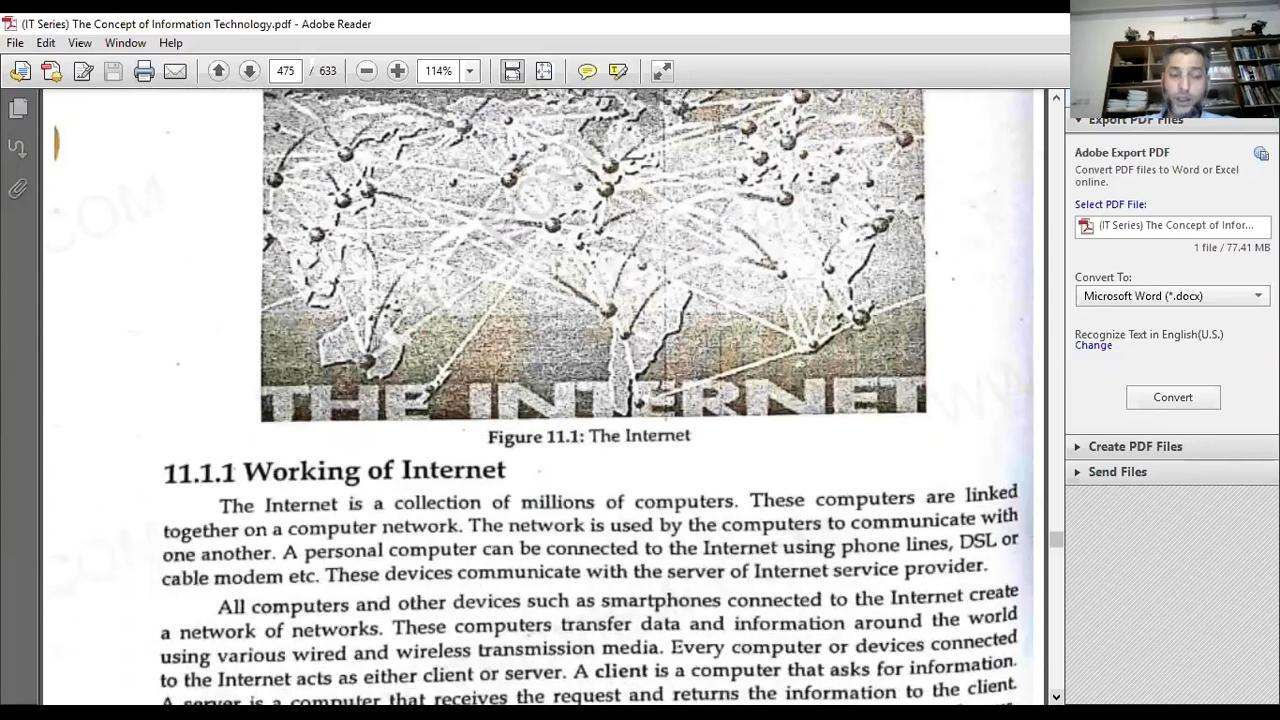 (IT Series) The Concept of Information Technology.pdf - Adobe Reader
File Edit View Window Help
475 / 633 114%
Export PDF Files
Adobe Export PDF
Convert PDF files to Word or Excel
online.
Select PDF File:
(IT Series) The Concept of Infor...
1 file / 77.41 MB
Convert To:
Microsoft Word (*.docx)
Recognize Text in English(U.S.)
Change
Convert
Create PDF Files
Send Files
THE INTERNET
Figure 11.1: The Internet
11.1.1 Working of Internet
The Internet is a collection of millions of computers. These computers are linked
together on a computer network. The network is used by the computers to communicate with
one another. A personal computer can be connected to the Internet using phone lines, DSL or
cable modem etc. These devices communicate with the server of Internet service provider.
All computers and other devices such as smartphones connected to the Internet create
a network of networks. These computers transfer data and information around the world
using various wired and wireless transmission media. Every computer or devices connected
to the Internet acts as either client or server. A client is a computer that asks for information.
A server is a computer that receives the request and returns the information to the client.